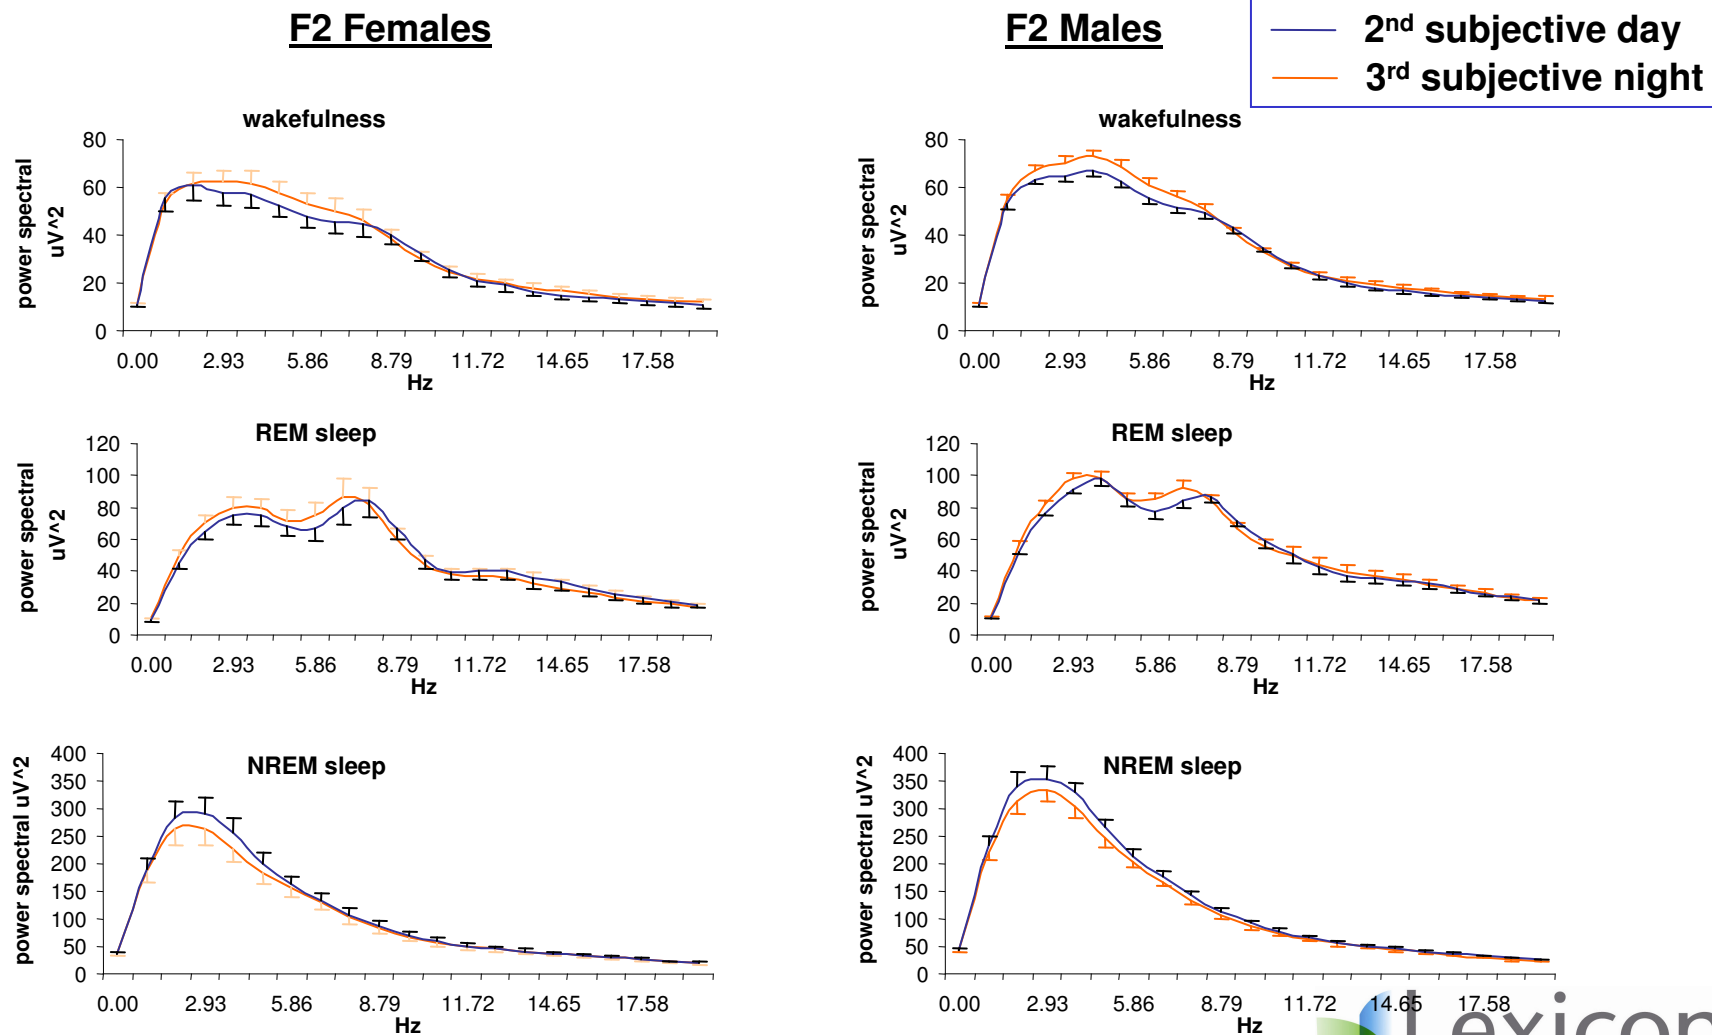 F2 Females
F2 Males
2nd subjective day
3rd subjective night
wakefulness
power spectral
uV^2
80
60
40
20
0
0.00 2.93 5.86 8.79 11.72 14.65 17.58
Hz
wakefulness
power spectral
uV^2
80
60
40
20
0
0.00 2.93 5.86 8.79 11.72 14.65 17.58
Hz
REM sleep
power spectral
uV^2
120
100
80
60
40
20
0
0.00 2.93 5.86 8.79 11.72 14.65 17.58
Hz
REM sleep
power spectral
uV^2
120
100
80
60
40
20
0
0.00 2.93 5.86 8.79 11.72 14.65 17.58
Hz
NREM sleep
power spectral uV^2
400
350
300
250
200
150
100
50
0
0.00 2.93 5.86 8.79 11.72 14.65 17.58
Hz
NREM sleep
power spectral uV^2
400
350
300
250
200
150
100
50
0
0.00 2.93 5.86 8.79 11.72 14.65 17.58
Hz
Lexicon